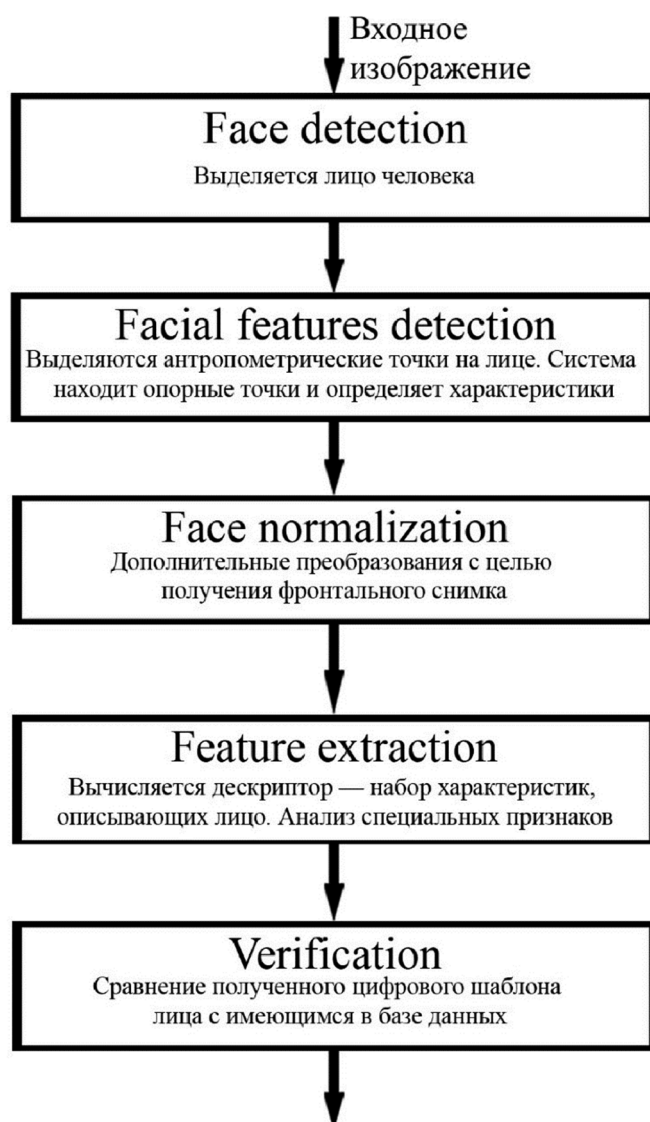 Входное
изображение
Face detection
Выделяется лицо человека
Facial features detection
Выделяются антропометрические точки на лице. Система
находит опорные точки и определяет характеристики
Face normalization
Дополнительные преобразования с целью
получения фронтального снимка
Feature extraction
Вычисляется дескриптор — набор характеристик,
описывающих лицо. Анализ специальных признаков
Verification
Сравнение полученного цифрового шаблона
лица с имеющимся в базе данных